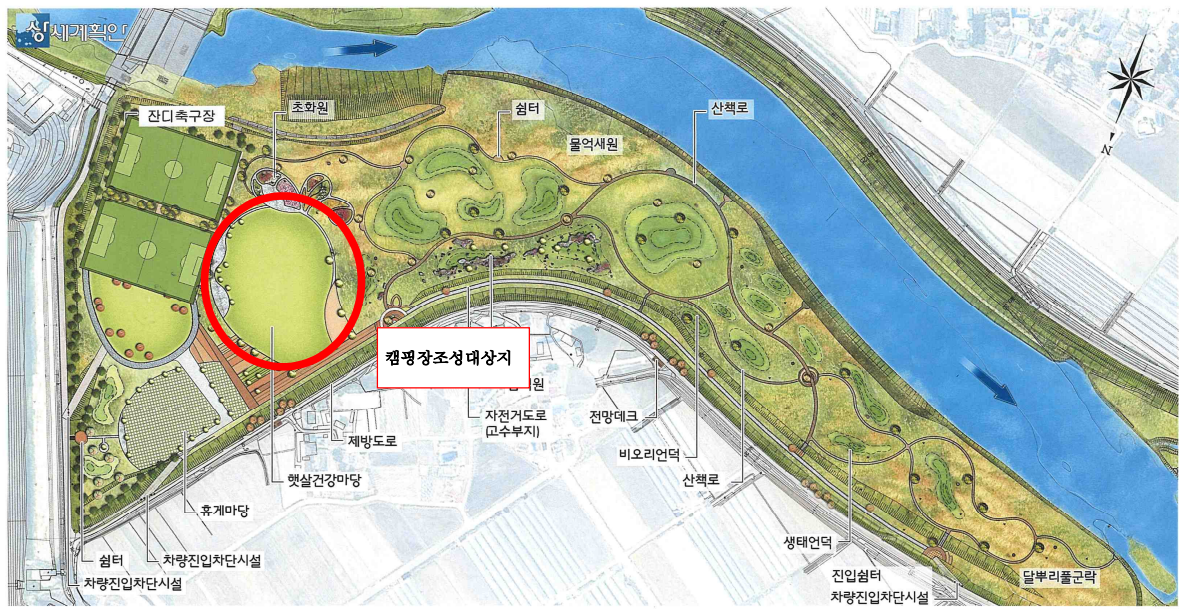 상세계획안
잔디축구장
초화원
쉼터
물억새원
산책로
N
캠핑장조성대상지
원
자전거도로
(고수부지)
전망데크
제방도로
비오리언덕
햇살건강마당
산책로
휴게마당
생태언덕
쉼터
차량진입차단시설
차량진입차단시설
진입쉼터
차량진입차단시설
달뿌리풀군락